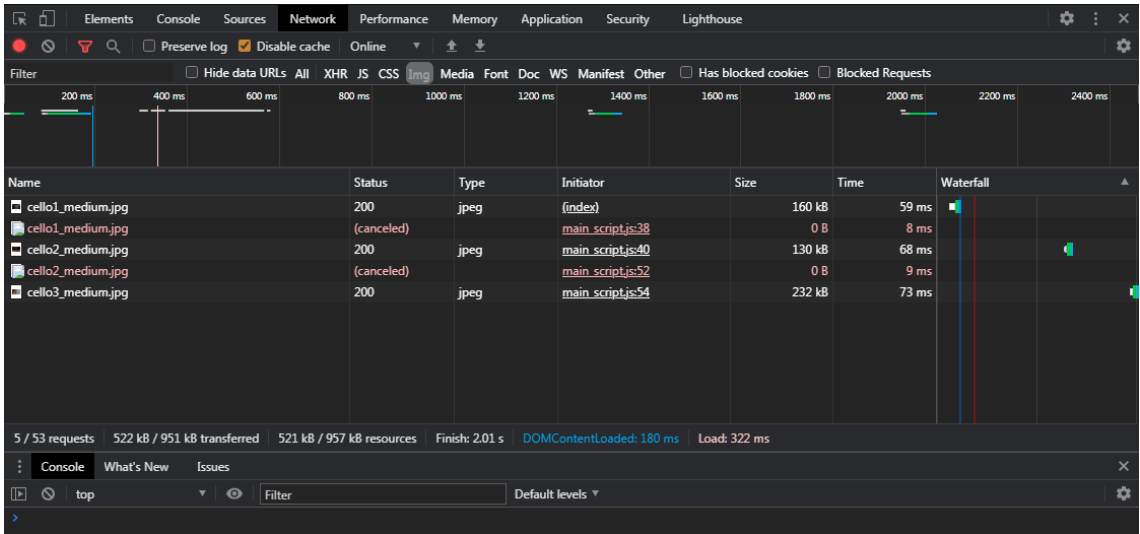 Elements Console Sources Network Performance Memory Application Security Lighthouse
Preserve log Disable cache Online
Filter Hide data URLs All XHR JS CSS Img Media Font Doc WS Manifest Other Has blocked cookies Blocked Requests
200 ms 400 ms 600 ms 800 ms 1000 ms 1200 ms 1400 ms 1600 ms 1800 ms 2000 ms 2200 ms 2400 ms
Name Status Type Initiator Size Time Waterfall
cello1_medium.jpg 200 jpeg (index) 160 kB 59 ms
cello1_medium.jpg (canceled) main_script.js:38 0 B 8 ms
cello2_medium.jpg 200 jpeg main_script.js:40 130 kB 68 ms
cello2_medium.jpg (canceled) main_script.js:52 0 B 9 ms
cello3_medium.jpg 200 jpeg main_script.js:54 232 kB 73 ms
5 / 53 requests 522 kB / 951 kB transferred 521 kB / 957 kB resources Finish: 2.01 s DOMContentLoaded: 180 ms Load: 322 ms
Console What's New Issues
top Filter Default levels